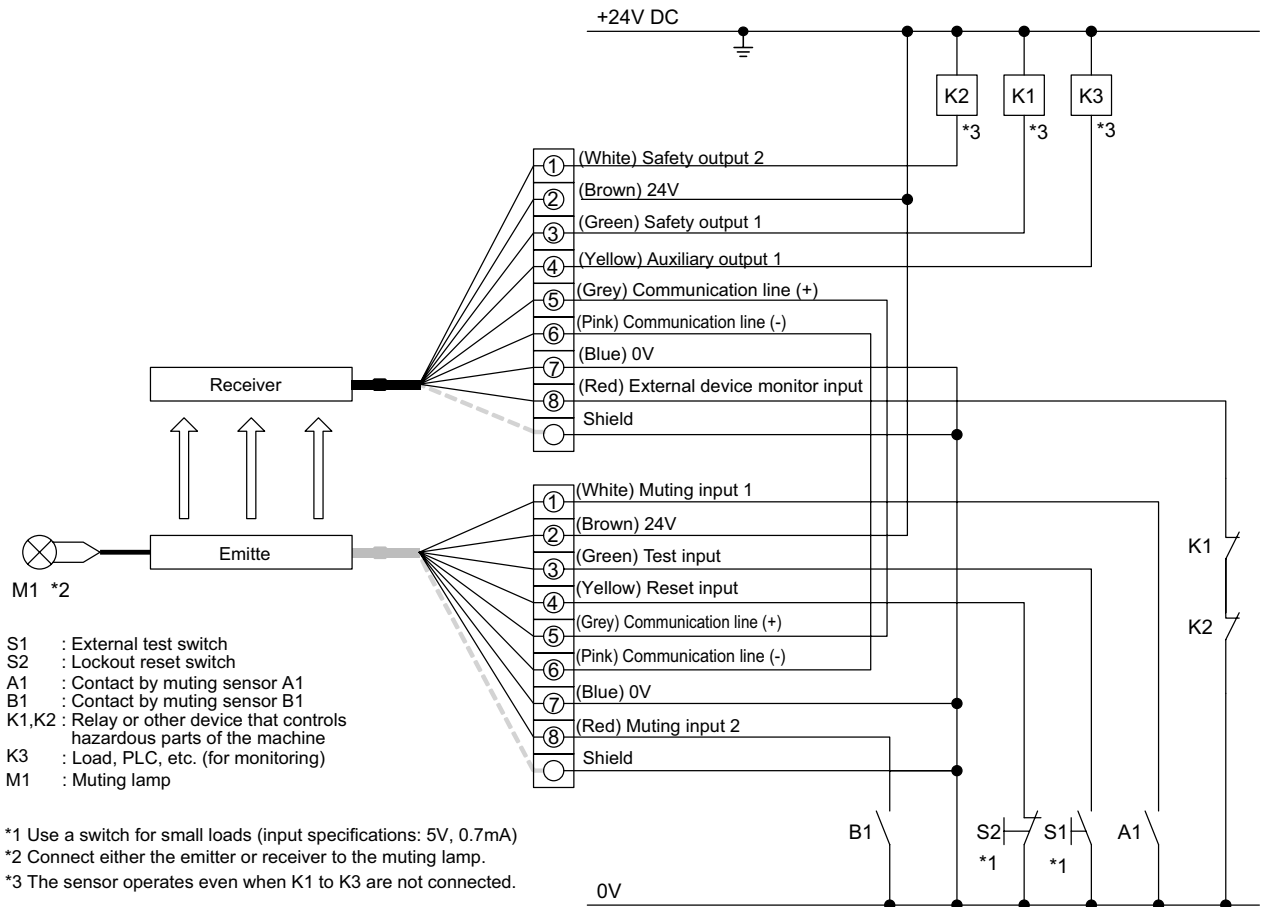 +24V DC
K2
K1
K3
*3
*3
*3
1 (White) Safety output 2
2 (Brown) 24V
3 (Green) Safety output 1
4 (Yellow) Auxiliary output 1
5 (Grey) Communication line (+)
6 (Pink) Communication line (-)
7 (Blue) 0V
8 (Red) External device monitor input
Shield
Receiver
1 (White) Muting input 1
2 (Brown) 24V
3 (Green) Test input
4 (Yellow) Reset input
5 (Grey) Communication line (+)
6 (Pink) Communication line (-)
7 (Blue) 0V
8 (Red) Muting input 2
Shield
Emitte
M1 *2
K1
K2
S1 : External test switch
S2 : Lockout reset switch
A1 : Contact by muting sensor A1
B1 : Contact by muting sensor B1
K1,K2 : Relay or other device that controls
hazardous parts of the machine
K3 : Load, PLC, etc. (for monitoring)
M1 : Muting lamp
B1
S2
*1
S1
*1
A1
*1 Use a switch for small loads (input specifications: 5V, 0.7mA)
*2 Connect either the emitter or receiver to the muting lamp.
*3 The sensor operates even when K1 to K3 are not connected.
0V